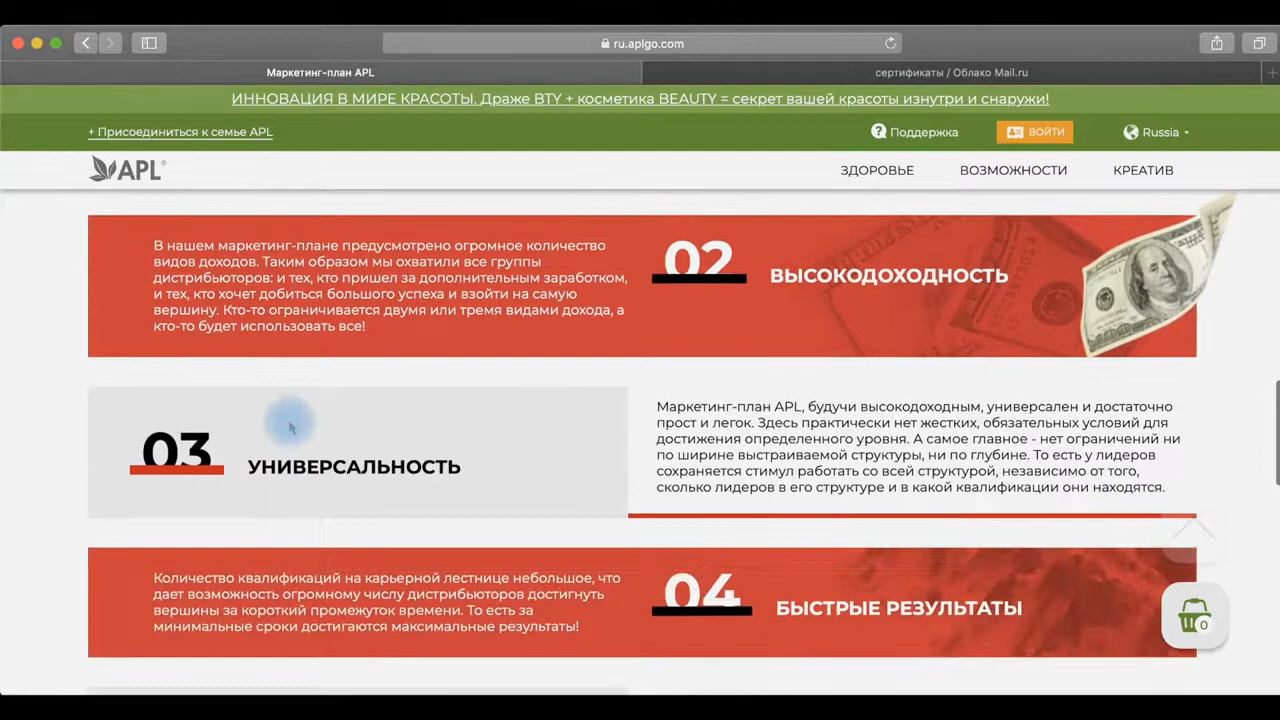 ru.aplgo.com
Маркетинг-план APL
сертификаты / Облако Mail.ru
ИННОВАЦИЯ В МИРЕ КРАСОТЫ. Драже BTY + косметика BEAUTY = секрет вашей красоты изнутри и снаружи!
+ Присоединиться к семье APL
Поддержка
ВОЙТИ
Russia
APL®
ЗДОРОВЬЕ
ВОЗМОЖНОСТИ
КРЕАТИВ
В нашем маркетинг-плане предусмотрено огромное количество
видов доходов. Таким образом мы охватили все группы
дистрибьюторов: и тех, кто пришел за дополнительным заработком,
и тех, кто хочет добиться большого успеха и взойти на самую
вершину. Кто-то ограничивается двумя или тремя видами дохода, а
кто-то будет использовать все!
02
ВЫСОКОДОХОДНОСТЬ
03
УНИВЕРСАЛЬНОСТЬ
Маркетинг-план APL, будучи высокодоходным, универсален и достаточно
прост и легок. Здесь практически нет жестких, обязательных условий для
достижения определенного уровня. А самое главное - нет ограничений ни
по ширине выстраиваемой структуры, ни по глубине. То есть у лидеров
сохраняется стимул работать со всей структурой, независимо от того,
сколько лидеров в его структуре и в какой квалификации они находятся.
Количество квалификаций на карьерной лестнице небольшое, что
дает возможность огромному числу дистрибьюторов достигнуть
вершины за короткий промежуток времени. То есть за
минимальные сроки достигаются максимальные результаты!
04
БЫСТРЫЕ РЕЗУЛЬТАТЫ
0